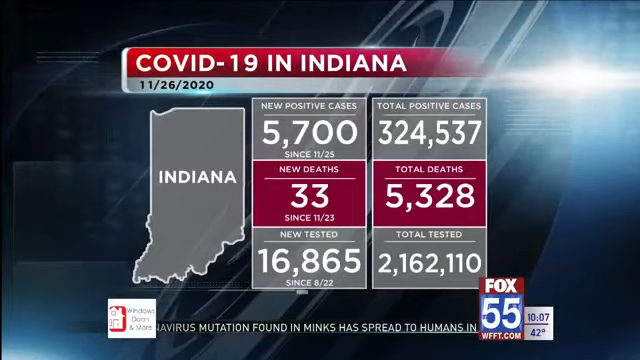 COVID-19 IN INDIANA
11/26/2020
INDIANA
NEW POSITIVE CASES
5,700
SINCE 11/25
TOTAL POSITIVE CASES
324,537
NEW DEATHS
33
SINCE 11/23
TOTAL DEATHS
5,328
NEW TESTED
16,865
SINCE 8/22
TOTAL TESTED
2,162,110
Windows
Doors
& More
NAVIRUS MUTATION FOUND IN MINKS HAS SPREAD TO HUMANS IN
FOX
55
WFFT.COM
10:07
42°